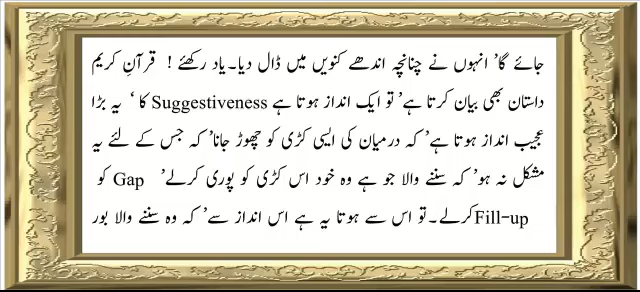 جائے گا’ انہوں نے چنانچہ اندھے کنویں میں ڈال دیا۔یاد رکھئے ! قرآنِ کریم
داستان بھی بیان کرتا ہے’ تو ایک انداز ہوتا ہے Suggestiveness کا ‘ یہ بڑا
عجیب انداز ہوتا ہے’ کہ درمیان کی ایسی کڑی کو چھوڑ جانا’ کہ جس کے لئے یہ
مشکل نہ ہو’ کہ سننے والا جو ہے وہ خود اس کڑی کو پوری کرلے’ Gap کو
Fill-up کرلے۔تو اس سے ہوتا یہ ہے اس انداز سے’ کہ وہ سننے والا بور